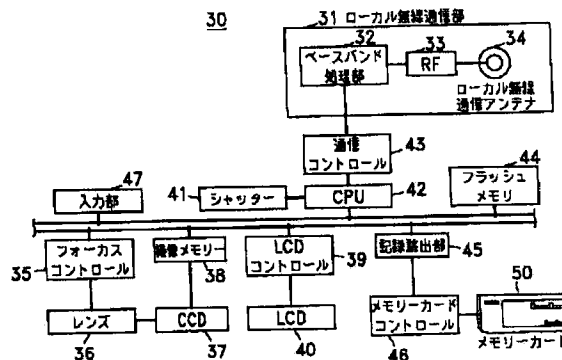 30
31 ローカル無線通信部
32
33
34
ベースバンド
処理部
RF
ローカル無線
通信アンテナ
通信
コントロール
43
44
フラッシュ
メモリ
47
入力部
41
シャッター
CPU
42
35
フォーカス
コントロール
撮像メモリー
38
LCD
コントロール
39
記録読出部
45
50
レンズ
36
CCD
37
LCD
40
メモリーカード
コントロール
46
メモリーカード